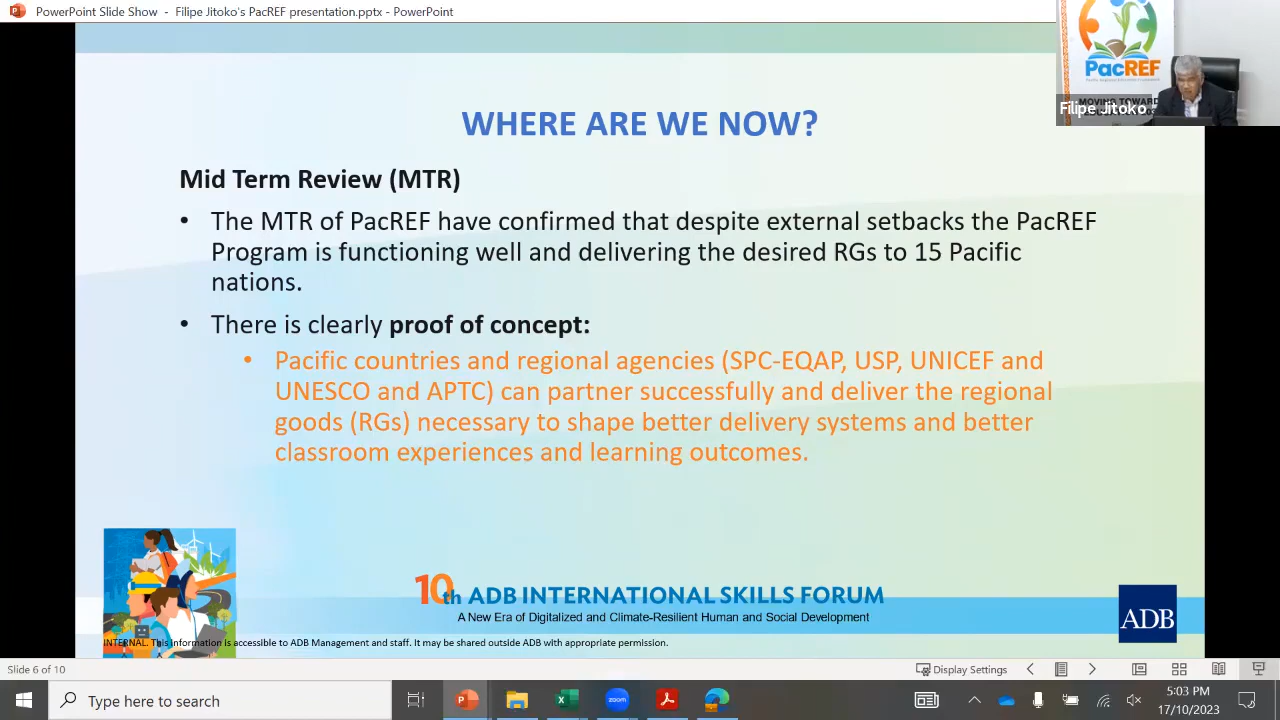 PowerPoint Slide Show - Filipe Jitoko's PacREF presentation.pptx - PowerPoint
PacREF
MOVING TOWARD
Filipe Jitoko
WHERE ARE WE NOW?
Mid Term Review (MTR)
• The MTR of PacREF have confirmed that despite external setbacks the PacREF
Program is functioning well and delivering the desired RGs to 15 Pacific
nations.
• There is clearly proof of concept:
• Pacific countries and regional agencies (SPC-EQAP, USP, UNICEF and
UNESCO and APTC) can partner successfully and deliver the regional
goods (RGs) necessary to shape better delivery systems and better
classroom experiences and learning outcomes.
10th ADB INTERNATIONAL SKILLS FORUM
A New Era of Digitalized and Climate-Resilient Human and Social Development
ADB
INTERNAL. This information is accessible to ADB Management and staff. It may be shared outside ADB with appropriate permission.
Slide 6 of 10
Display Settings
Type here to search
zoom
5:03 PM
17/10/2023